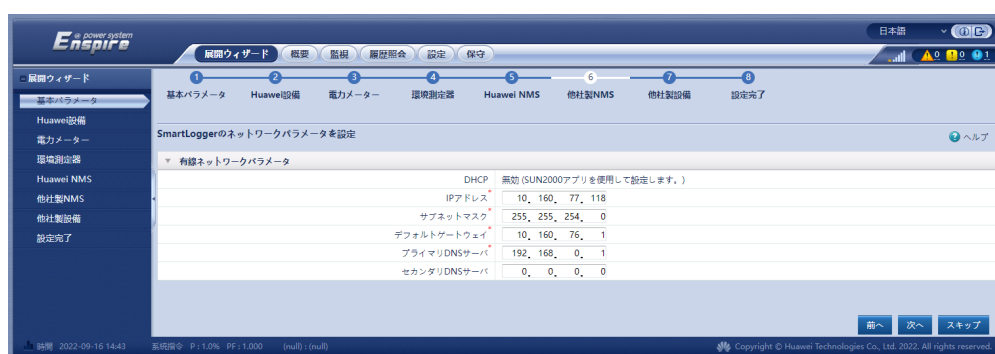 e power system
Enspire
日本語
展開ウィザード 概要 監視 履歴照会 設定 保守
0 0 1
展開ウィザード
基本パラメータ
Huawei設備
電力メーター
環境測定器
Huawei NMS
他社製NMS
他社製設備
設定完了
1 2 3 4 5 6 7 8
基本パラメータ Huawei設備 電力メーター 環境測定器 Huawei NMS 他社製NMS 他社製設備 設定完了
SmartLoggerのネットワークパラメータを設定
ヘルプ
有線ネットワークパラメータ
DHCP 無効 (SUN2000アプリを使用して設定します。)
IPアドレス* 10. 160. 77. 118
サブネットマスク* 255. 255. 254. 0
デフォルトゲートウェイ* 10. 160. 76. 1
プライマリDNSサーバ* 192. 168. 0. 1
セカンダリDNSサーバ 0. 0. 0. 0
前へ 次へ スキップ
時間 2022-09-16 14:43 系统指令 P : 1.0% PF : 1.000 (null) : (null) Copyright © Huawei Technologies Co., Ltd. 2022. All rights reserved.